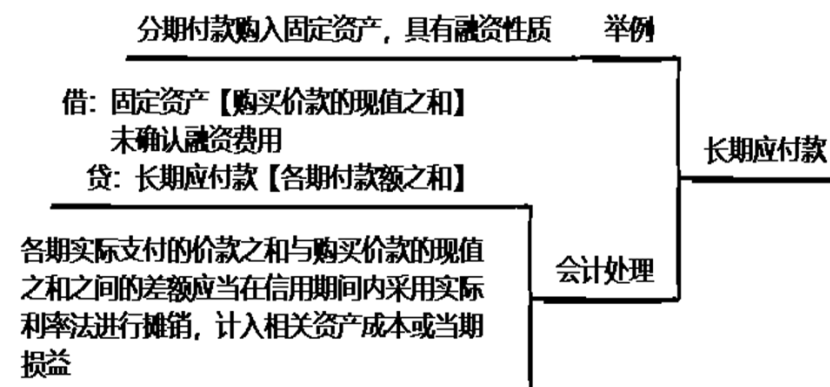 分期付款购入固定资产，具有融资性质
举例
借：固定资产【购买价款的现值之和】
未确认融资费用
贷：长期应付款【各期付款额之和】
长期应付款
各期实际支付的价款之和与购买价款的现值
之和之间的差额应当在信用期间内采用实际
利率法进行摊销，计入相关资产成本或当期
损益
会计处理